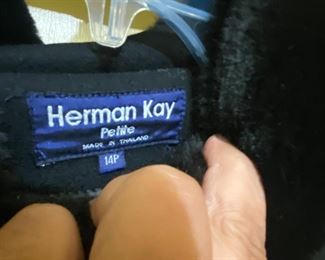 Herman Kay
Petite
MADE IN THAILAND
14P